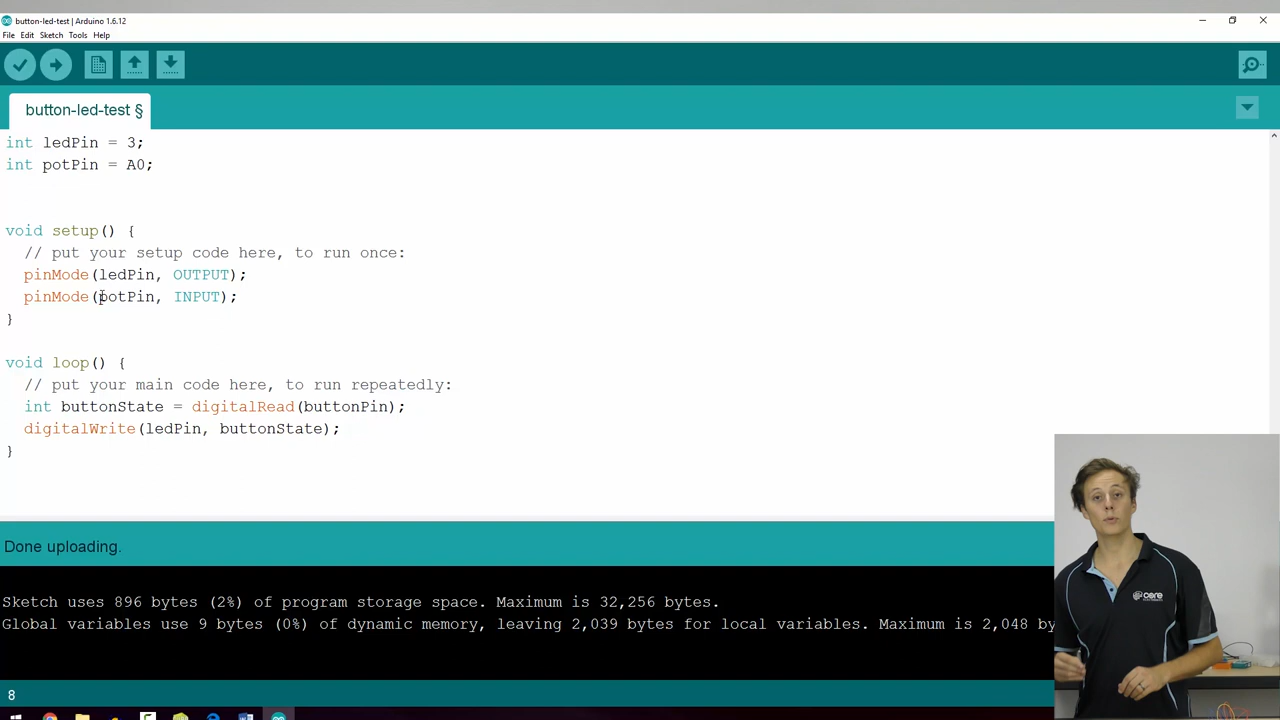 button-led-test | Arduino 1.6.12
File Edit Sketch Tools Help
button-led-test §
int ledPin = 3;
int potPin = A0;
void setup() {
// put your setup code here, to run once:
pinMode(ledPin, OUTPUT);
pinMode(potPin, INPUT);
}
void loop() {
// put your main code here, to run repeatedly:
int buttonState = digitalRead(buttonPin);
digitalWrite(ledPin, buttonState);
}
Done uploading.
Sketch uses 896 bytes (2%) of program storage space. Maximum is 32,256 bytes.
Global variables use 9 bytes (0%) of dynamic memory, leaving 2,039 bytes for local variables. Maximum is 2,048 by
core
8